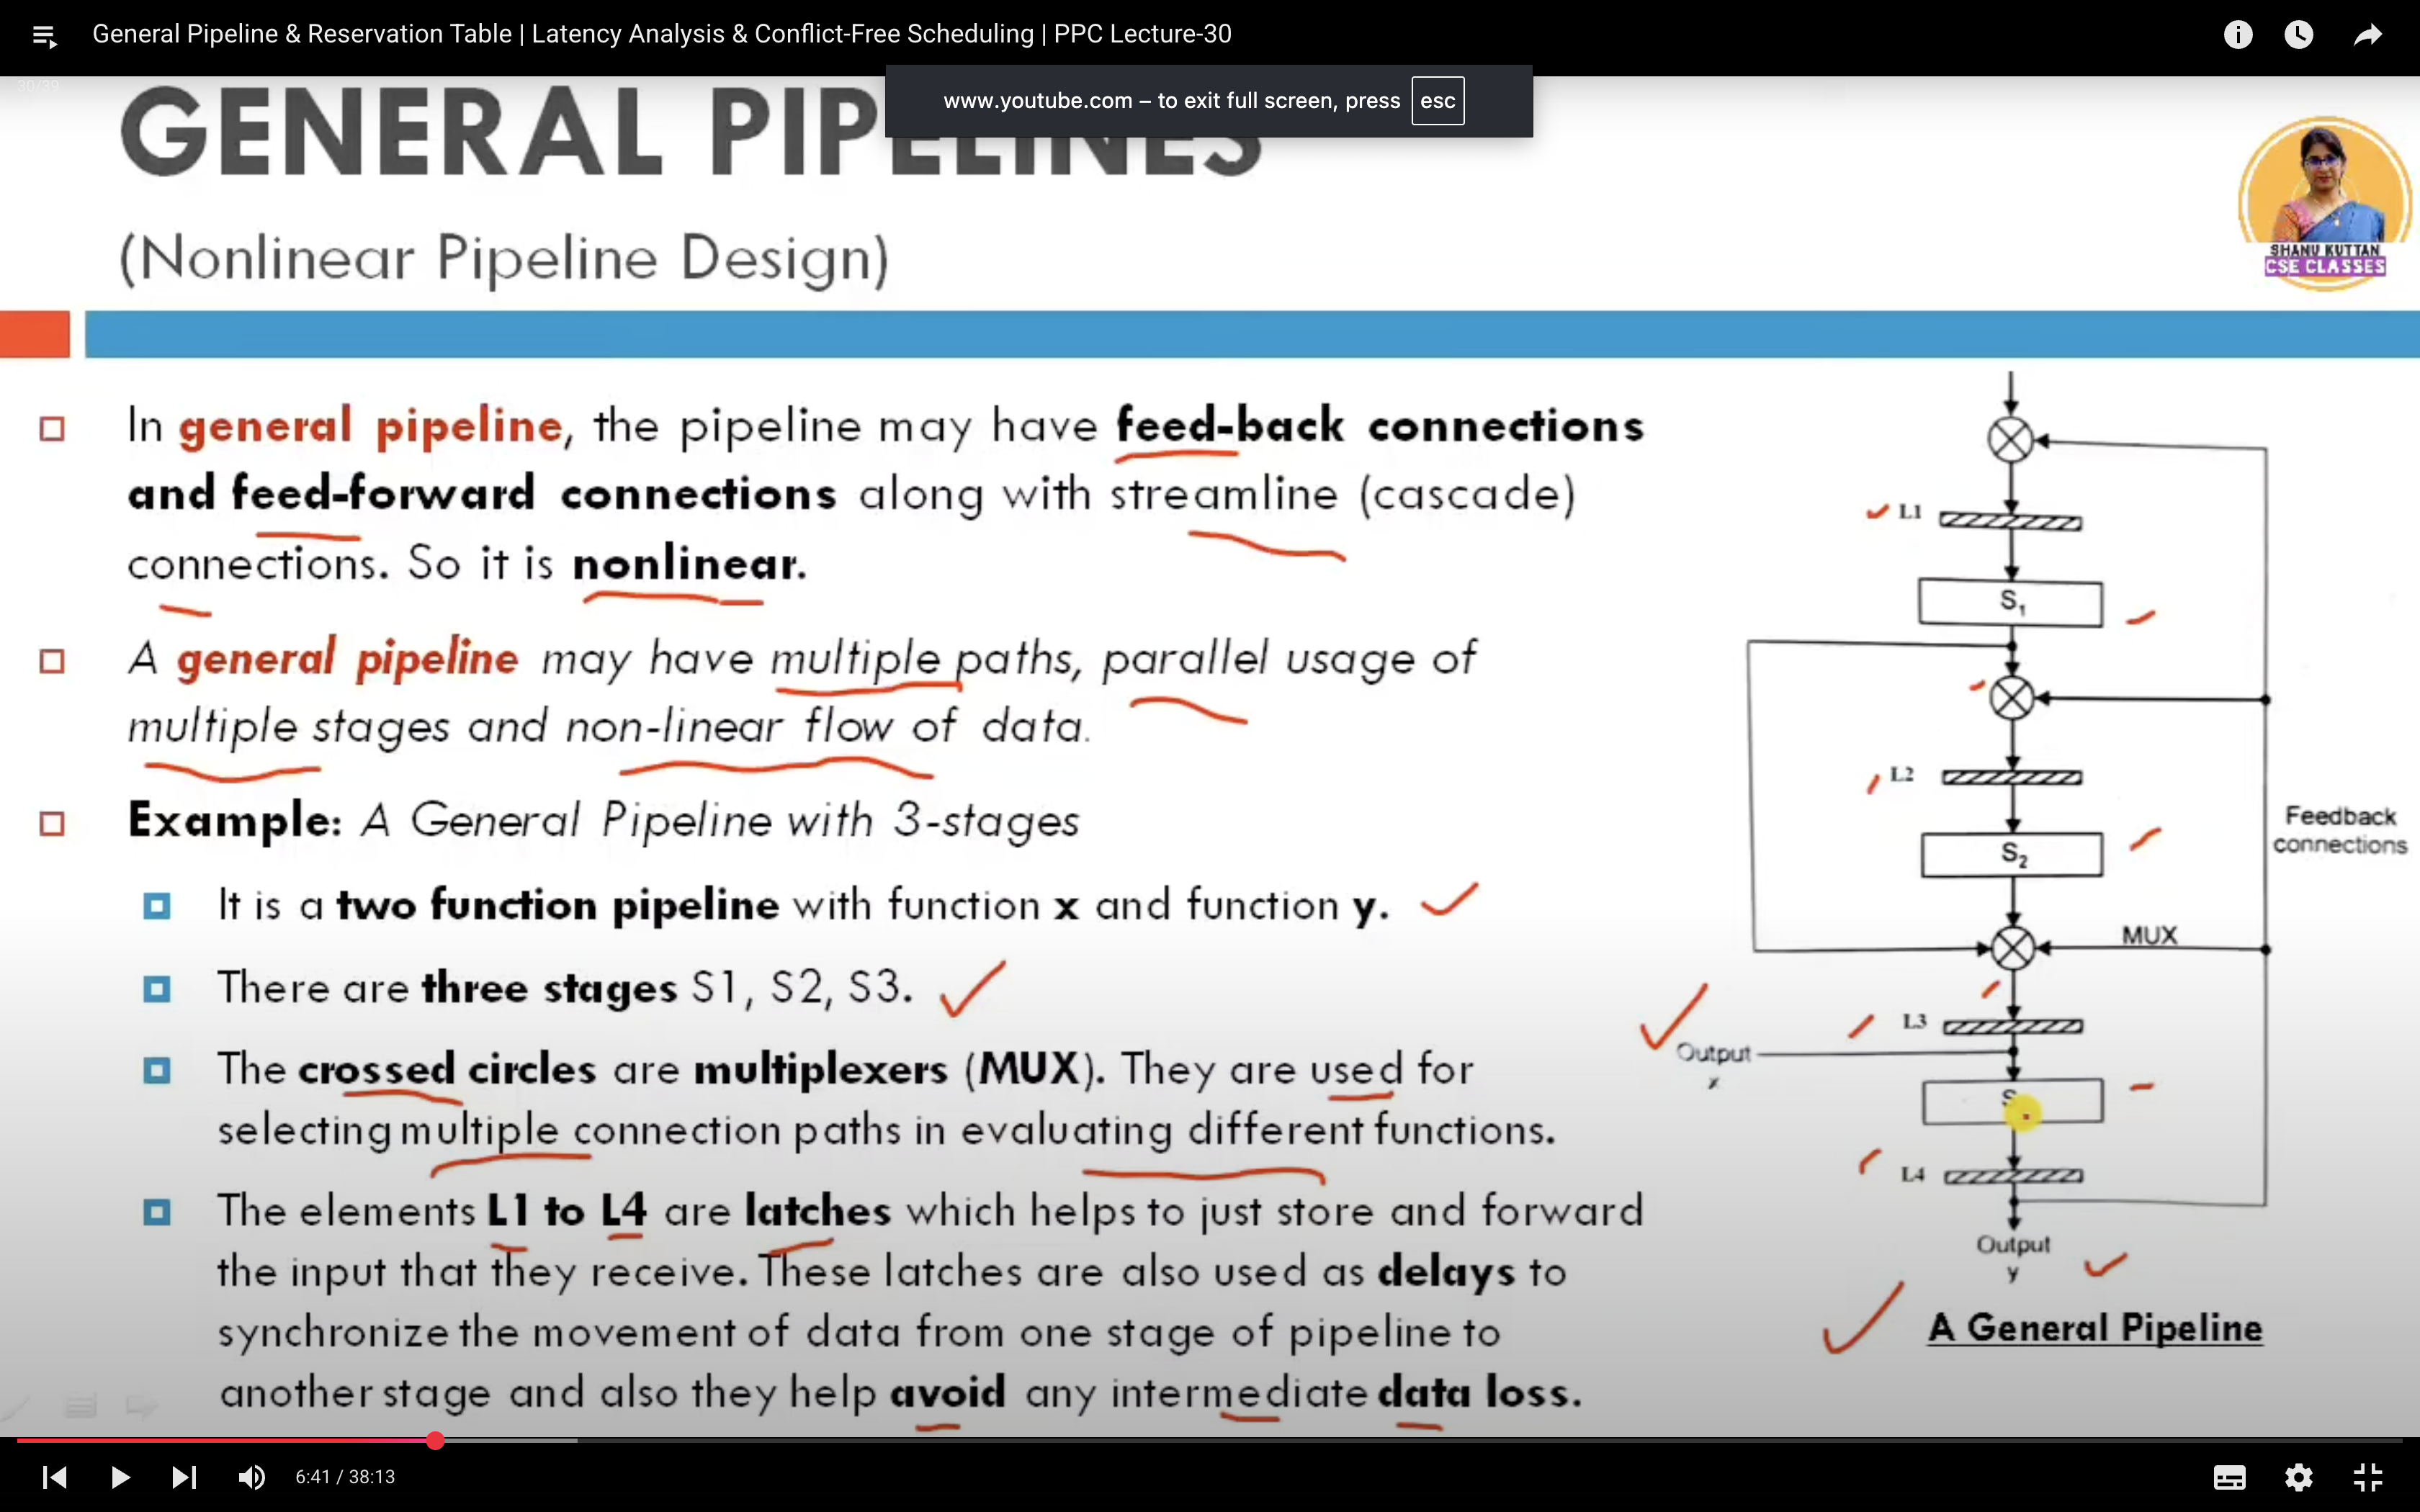 General Pipeline & Reservation Table | Latency Analysis & Conflict-Free Scheduling | PPC Lecture-30
30/39
www.youtube.com – to exit full screen, press esc
GENERAL PIPELINES
(Nonlinear Pipeline Design)
SHANU KUTTAN
CSE CLASSES
In general pipeline, the pipeline may have feed-back connections
and feed-forward connections along with streamline (cascade)
connections. So it is nonlinear.
A general pipeline may have multiple paths, parallel usage of
multiple stages and non-linear flow of data.
Example: A General Pipeline with 3-stages
It is a two function pipeline with function x and function y.
There are three stages S1, S2, S3.
The crossed circles are multiplexers (MUX). They are used for
selecting multiple connection paths in evaluating different functions.
The elements L1 to L4 are latches which helps to just store and forward
the input that they receive. These latches are also used as delays to
synchronize the movement of data from one stage of pipeline to
another stage and also they help avoid any intermediate data loss.
L1
S₁
L2
S₂
Feedback
connections
MUX
L3
Output
x
S
L4
Output
y
A General Pipeline
6:41 / 38:13